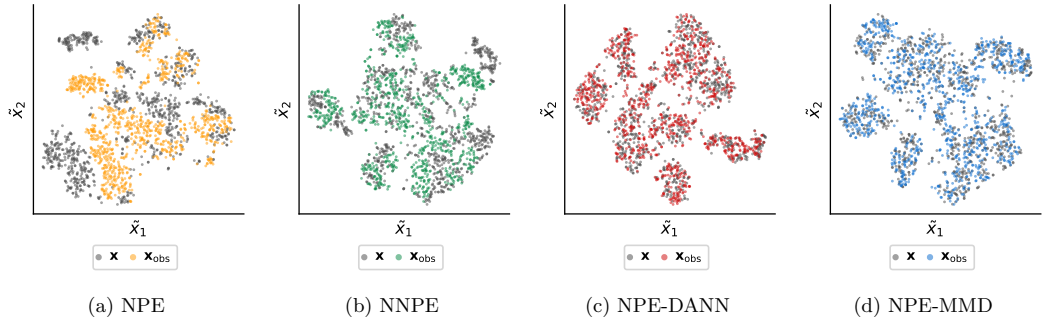 x̃₂
x̃₁
x x_obs
(a) NPE
x̃₂
x̃₁
x x_obs
(b) NNPE
x̃₂
x̃₁
x x_obs
(c) NPE-DANN
x̃₂
x̃₁
x x_obs
(d) NPE-MMD